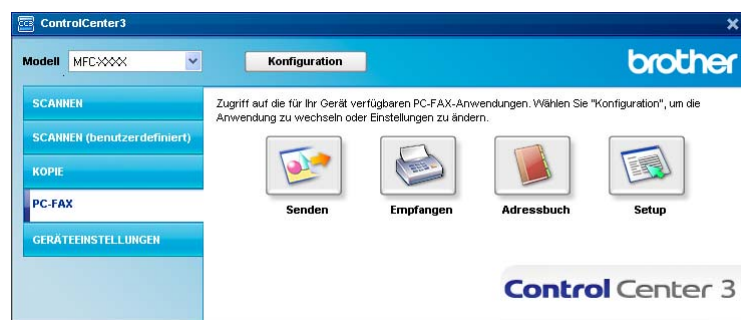 CC3 ControlCenter3
Modell MFC-XXXX Konfiguration brother
SCANNEN
SCANNEN (benutzerdefiniert)
KOPIE
PC-FAX
GERÄTEEINSTELLUNGEN
Zugriff auf die für Ihr Gerät verfügbaren PC-FAX-Anwendungen. Wählen Sie "Konfiguration", um die
Anwendung zu wechseln oder Einstellungen zu ändern.
Senden Empfangen Adressbuch Setup
Control Center 3